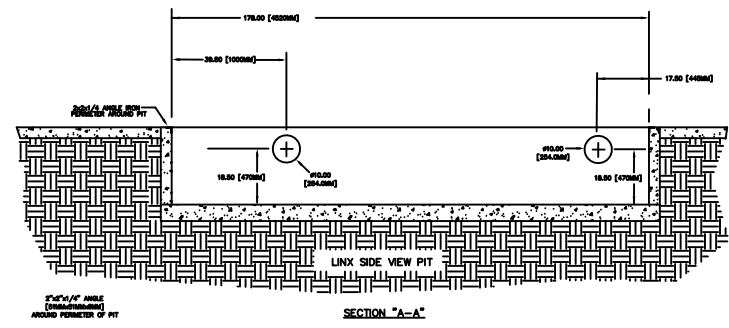 178.00 [4520MM]
39.50 [1000MM]
17.50 [445MM]
2x2x1/4 ANGLE IRON
PERIMETER AROUND PIT
ø10.00
[254.0MM]
ø10.00
[254.0MM]
18.50 [470MM]
18.50 [470MM]
LINX SIDE VIEW PIT
2"x2"x1/4" ANGLE
AROUND PERIMETER OF PIT
SECTION "A-A"